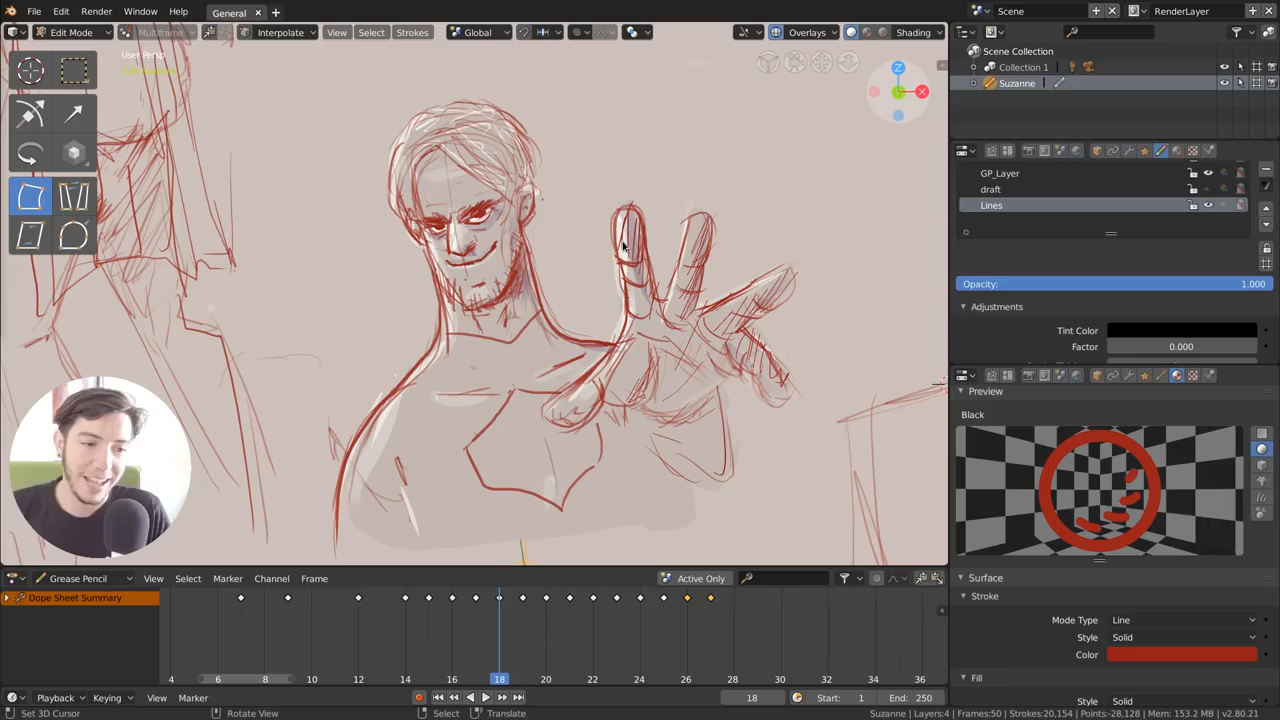 File Edit Render Window Help General Scene RenderLayer
Edit Mode Multiframe Interpolate View Select Strokes Global Overlays Shading
User Persp
Scene Collection
Collection 1
Suzanne
GP_Layer
draft
Lines
Opacity: 1.000
Adjustments
Tint Color
Factor 0.000
Preview
Black
Surface
Stroke
Mode Type Line
Style Solid
Color
Fill
Style Solid
Grease Pencil View Select Marker Channel Frame Active Only
Dope Sheet Summary
4 6 8 10 12 14 16 18 20 22 24 26 28 30 32 34 36
Playback Keying View Marker 18 Start: 1 End: 250
Set 3D Cursor Rotate View Select Translate Suzanne | Layers:4 | Frames:50 | Strokes:20,154 | Points:28,128 | Mem: 153.2 MB | v2.80.21